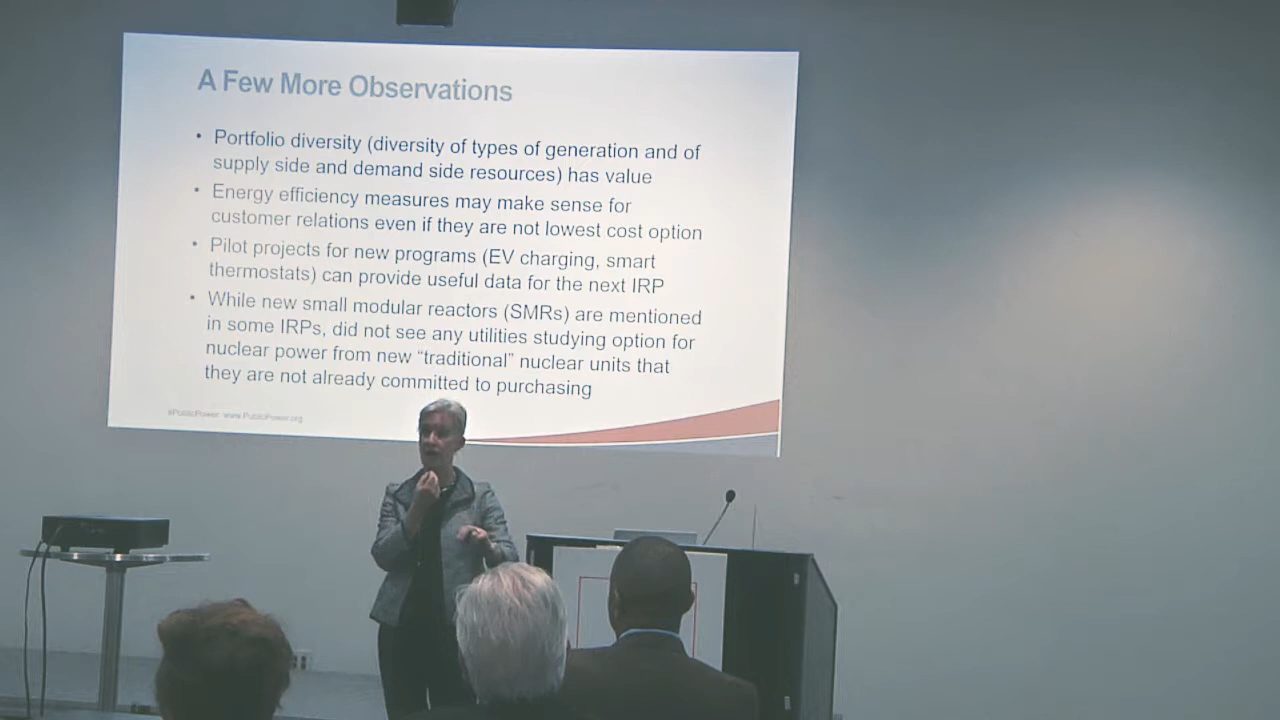 A Few More Observations
• Portfolio diversity (diversity of types of generation and of
supply side and demand side resources) has value
• Energy efficiency measures may make sense for
customer relations even if they are not lowest cost option
• Pilot projects for new programs (EV charging, smart
thermostats) can provide useful data for the next IRP
• While new small modular reactors (SMRs) are mentioned
in some IRPs, did not see any utilities studying option for
nuclear power from new “traditional” nuclear units that
they are not already committed to purchasing
#PublicPower www.PublicPower.org